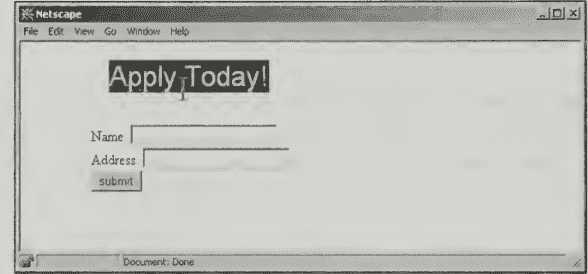 Netscape
File Edit View Go Window Help
Apply Today!
Name
Address
submit
Document: Done